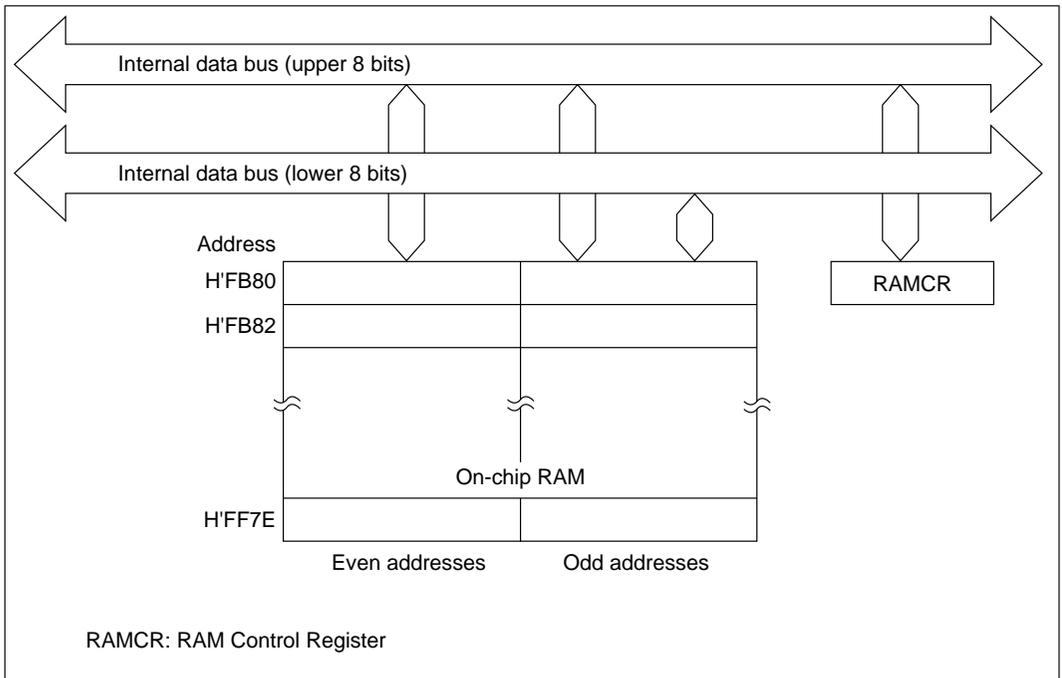 Internal data bus (upper 8 bits)
Internal data bus (lower 8 bits)
Address
H'FB80
RAMCR
H'FB82
On-chip RAM
H'FF7E
Even addresses
Odd addresses
RAMCR: RAM Control Register